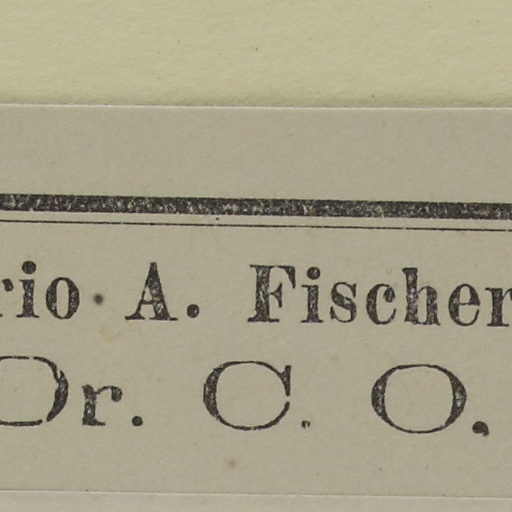 rio A. Fischer
Dr. C. O.